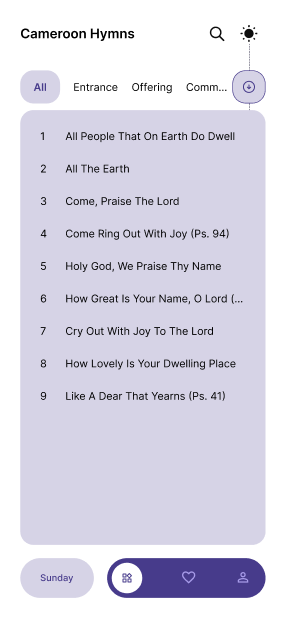 Cameroon Hymns
All Entrance Offering Comm...
1 All People That On Earth Do Dwell
2 All The Earth
3 Come, Praise The Lord
4 Come Ring Out With Joy (Ps. 94)
5 Holy God, We Praise Thy Name
6 How Great Is Your Name, O Lord (...
7 Cry Out With Joy To The Lord
8 How Lovely Is Your Dwelling Place
9 Like A Dear That Yearns (Ps. 41)
Sunday